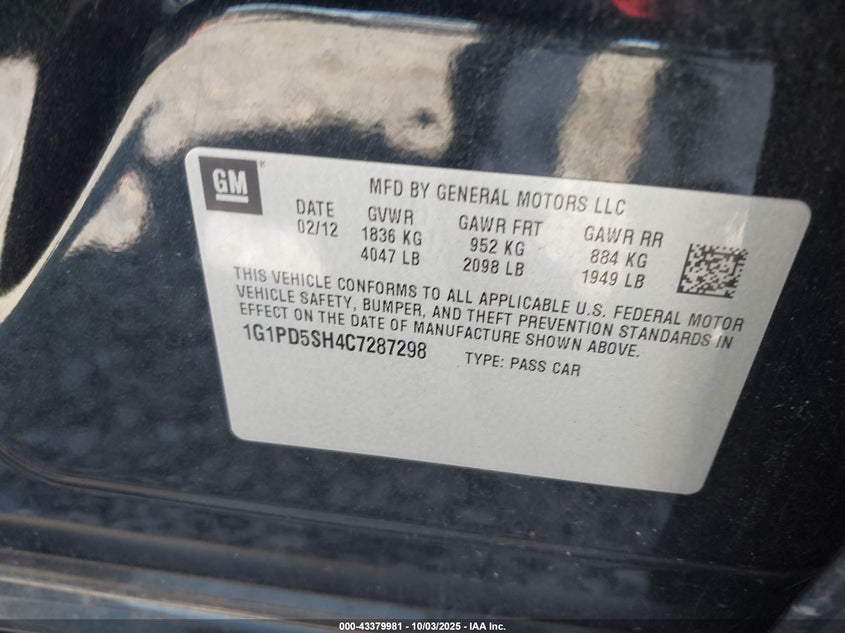 GM®
MFD BY GENERAL MOTORS LLC
DATE GVWR GAWR FRT GAWR RR
02/12 1836 KG 952 KG 884 KG
4047 LB 2098 LB 1949 LB
THIS VEHICLE CONFORMS TO ALL APPLICABLE U.S. FEDERAL MOTOR
VEHICLE SAFETY, BUMPER, AND THEFT PREVENTION STANDARDS IN
EFFECT ON THE DATE OF MANUFACTURE SHOWN ABOVE.
1G1PD5SH4C7287298 TYPE: PASS CAR
000-43379981 - 10/03/2025 - IAA Inc.